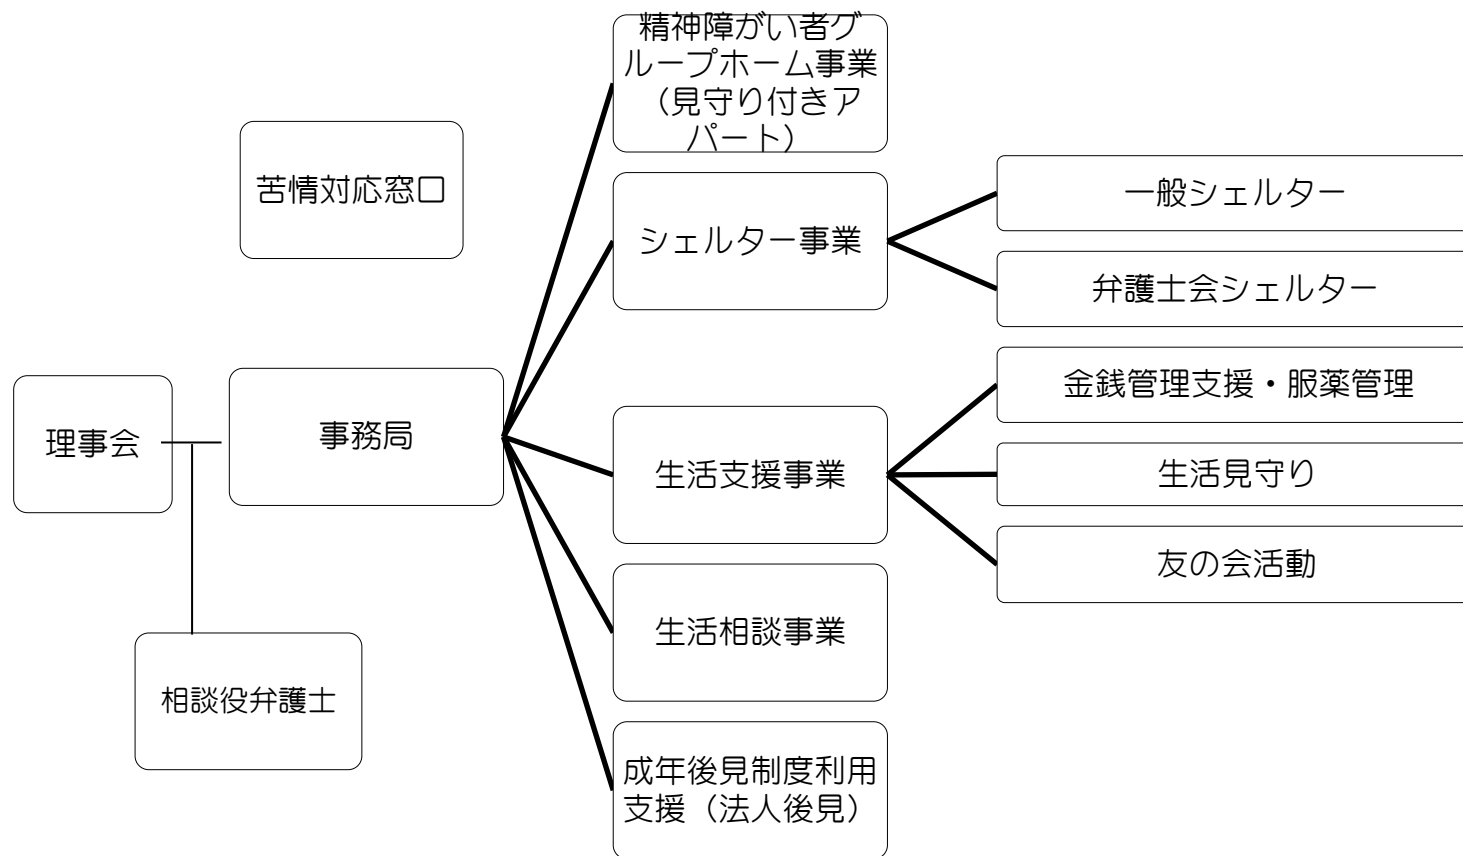 精神障がい者グ
ループホーム事業
（見守り付きア
パート）
苦情対応窓口
シェルター事業
一般シェルター
弁護士会シェルター
理事会
事務局
生活支援事業
金銭管理支援・服薬管理
生活見守り
友の会活動
生活相談事業
相談役弁護士
成年後見制度利用
支援（法人後見）